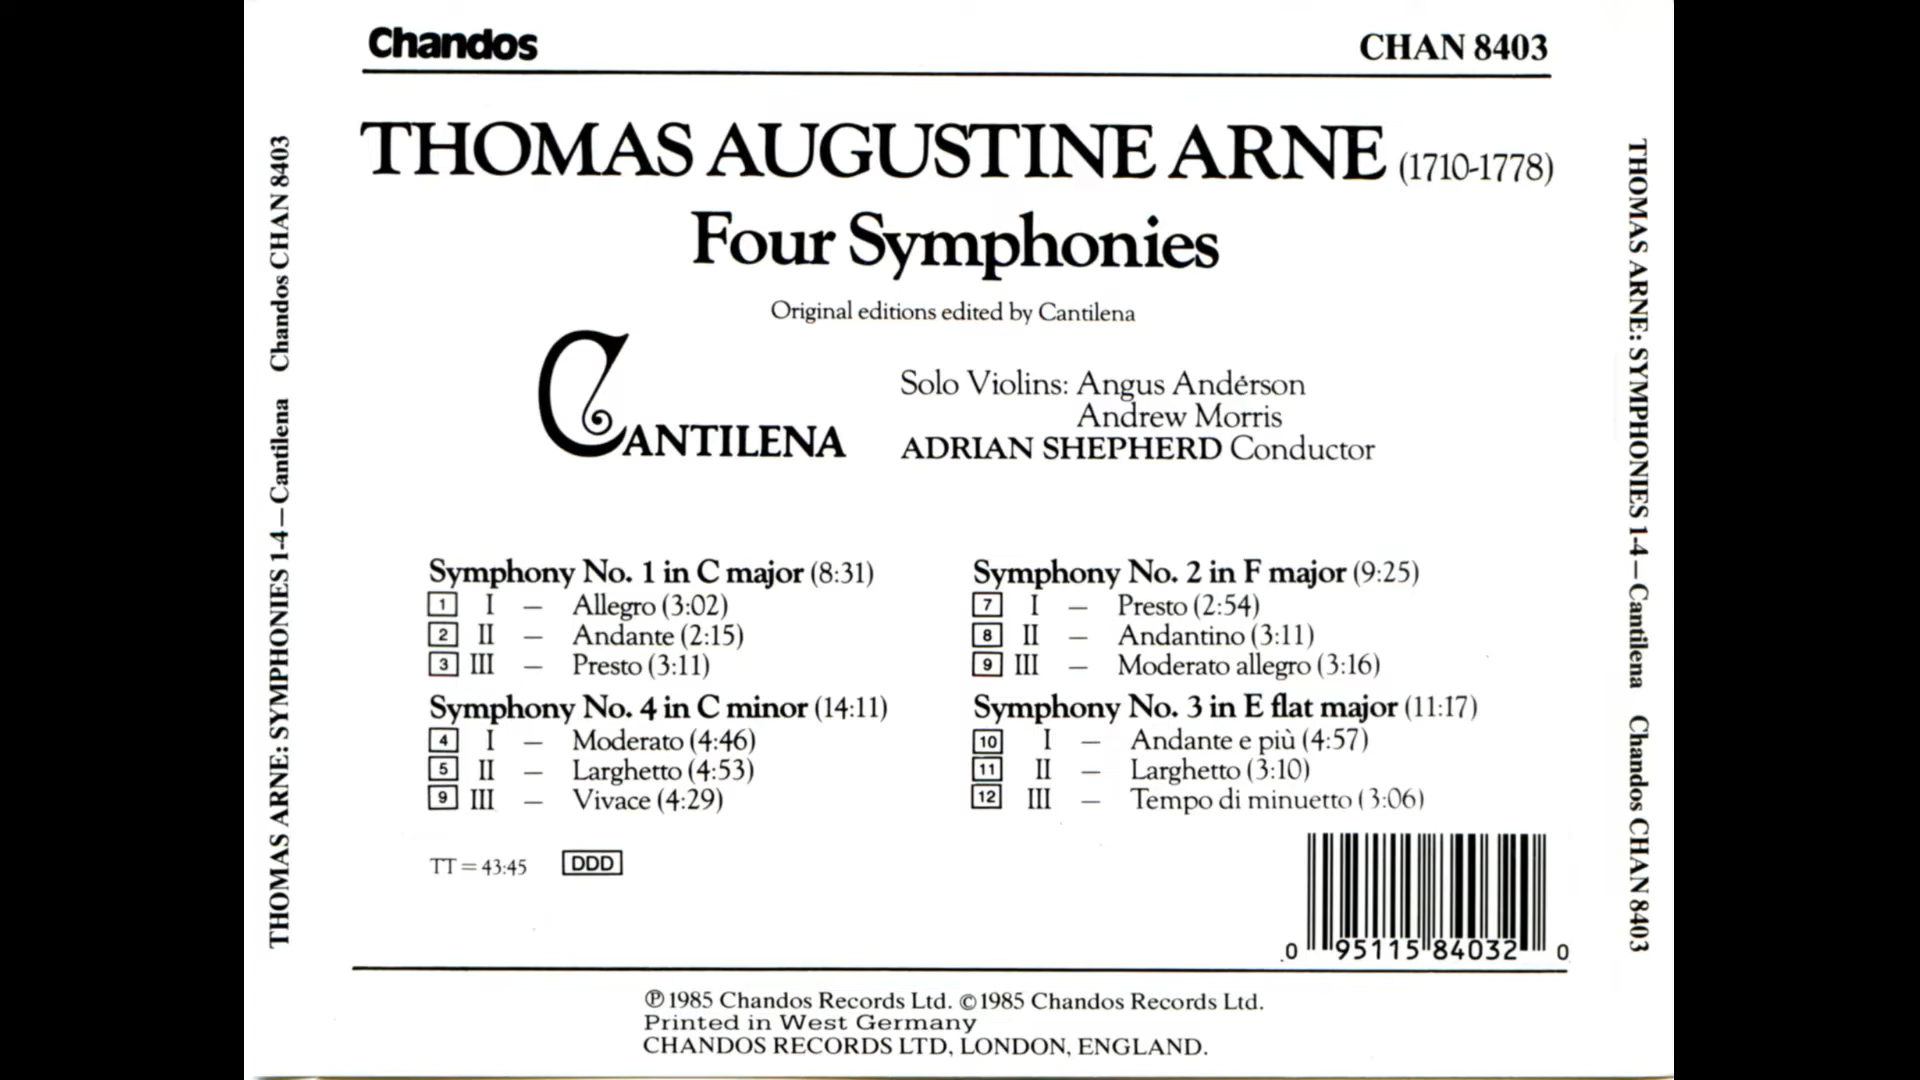 Chandos CHAN 8403
THOMAS AUGUSTINE ARNE (1710-1778)
Four Symphonies
Original editions edited by Cantilena
CANTILENA
Solo Violins: Angus Andérson
Andrew Morris
ADRIAN SHEPHERD Conductor
Symphony No. 1 in C major (8:31)
1 I – Allegro (3:02)
2 II – Andante (2:15)
3 III – Presto (3:11)
Symphony No. 4 in C minor (14:11)
4 I – Moderato (4:46)
5 II – Larghetto (4:53)
9 III – Vivace (4:29)
Symphony No. 2 in F major (9:25)
7 I – Presto (2:54)
8 II – Andantino (3:11)
9 III – Moderato allegro (3:16)
Symphony No. 3 in E flat major (11:17)
10 I – Andante e più (4:57)
11 II – Larghetto (3:10)
12 III – Tempo di minuetto (3:06)
TT = 43:45 DDD
0 95115 84032 0
℗ 1985 Chandos Records Ltd. © 1985 Chandos Records Ltd.
Printed in West Germany
CHANDOS RECORDS LTD, LONDON, ENGLAND.
THOMAS ARNE: SYMPHONIES 1-4 – Cantilena Chandos CHAN 8403
THOMAS ARNE: SYMPHONIES 1-4 – Cantilena Chandos CHAN 8403